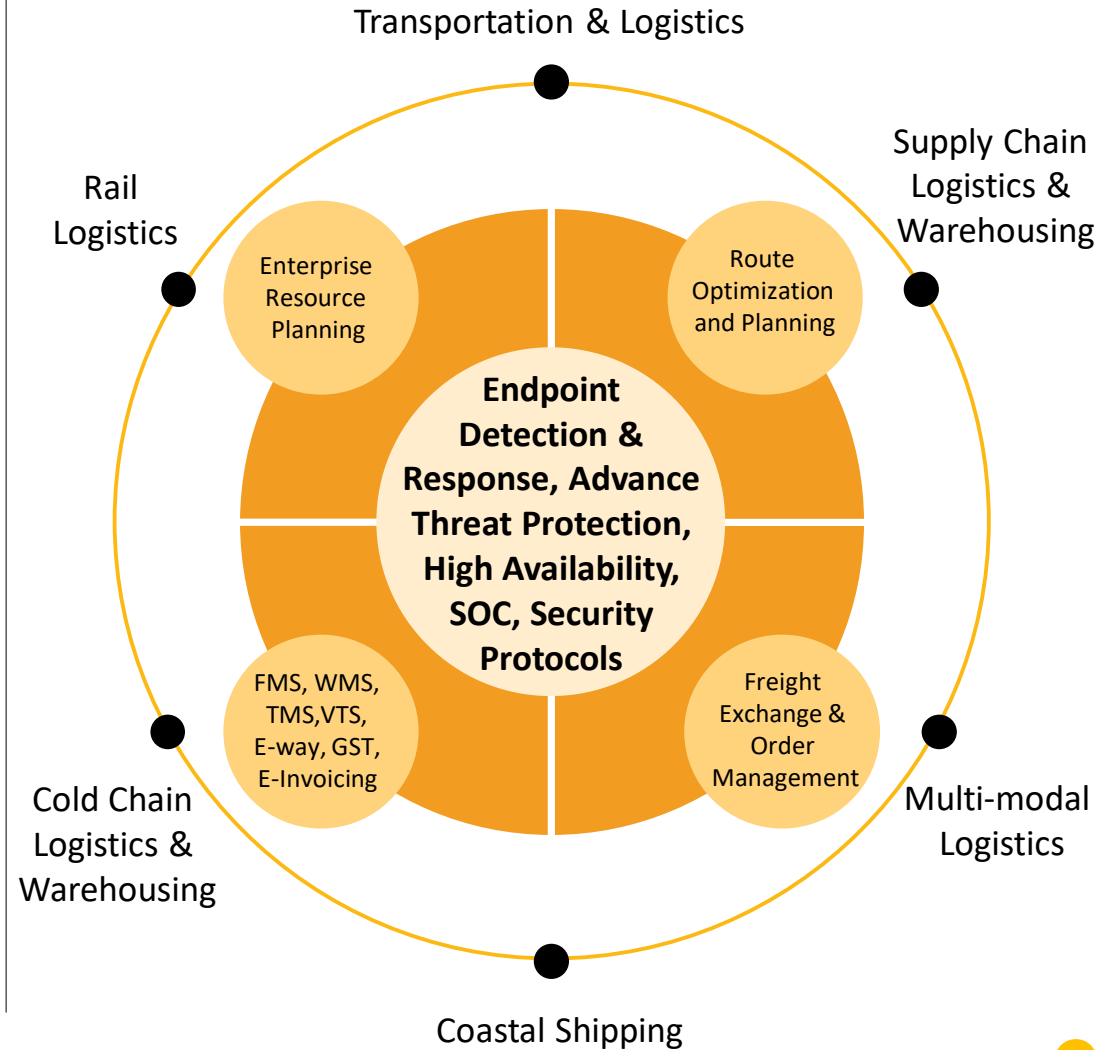 Transportation & Logistics
Supply Chain
Logistics &
Warehousing
Rail
Logistics
Enterprise
Resource
Planning
Route
Optimization
and Planning
Endpoint
Detection &
Response, Advance
Threat Protection,
High Availability,
SOC, Security
Protocols
FMS, WMS,
TMS,VTS,
E-way, GST,
E-Invoicing
Freight
Exchange &
Order
Management
Cold Chain
Logistics &
Warehousing
Multi-modal
Logistics
Coastal Shipping